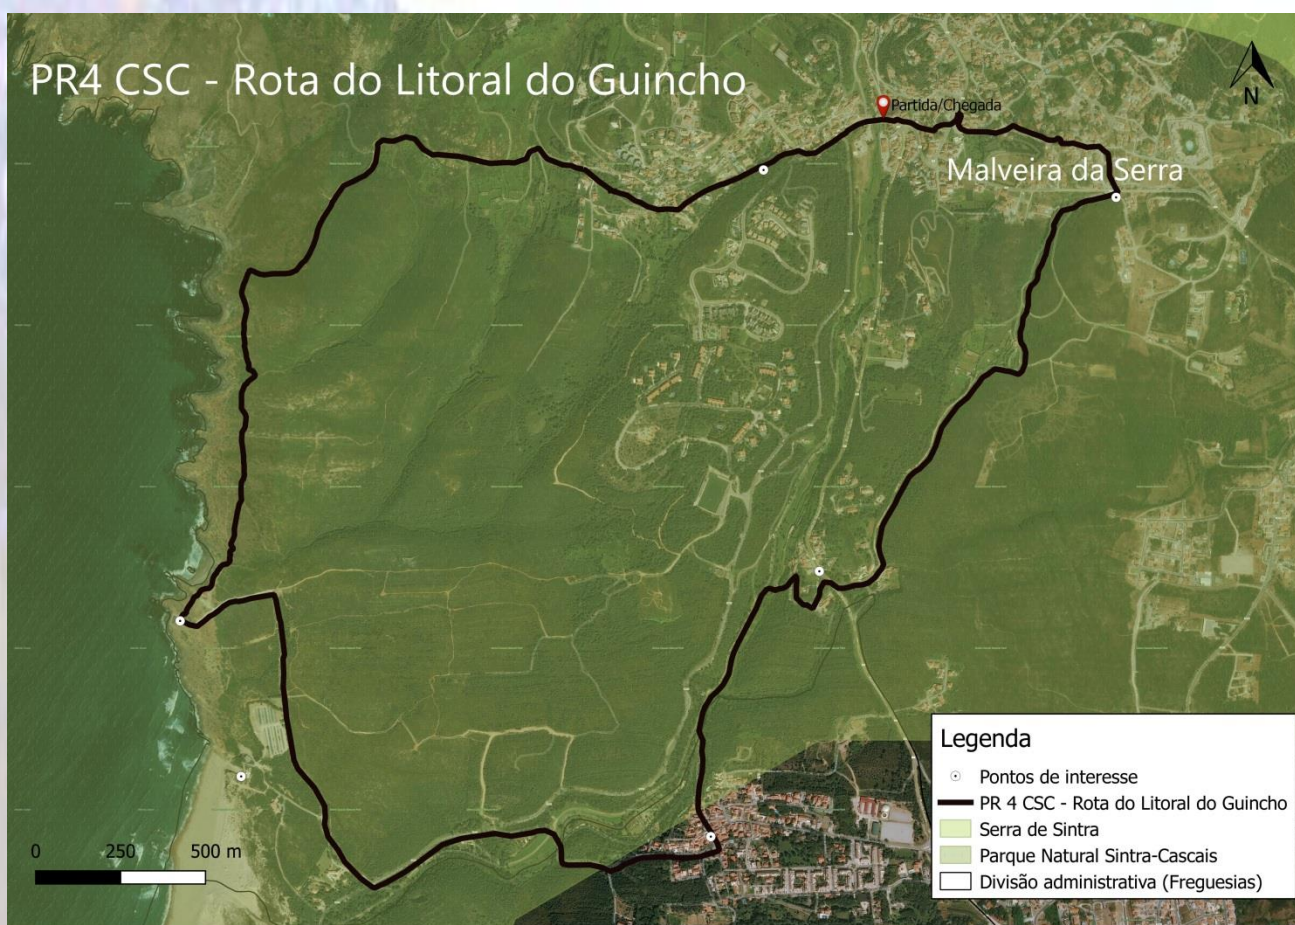 PR4 CSC - Rota do Litoral do Guincho
N
Partida/Chegada
Malveira da Serra
Legenda
Pontos de interesse
PR 4 CSC - Rota do Litoral do Guincho
Serra de Sintra
Parque Natural Sintra-Cascais
Divisão administrativa (Freguesias)
0 250 500 m